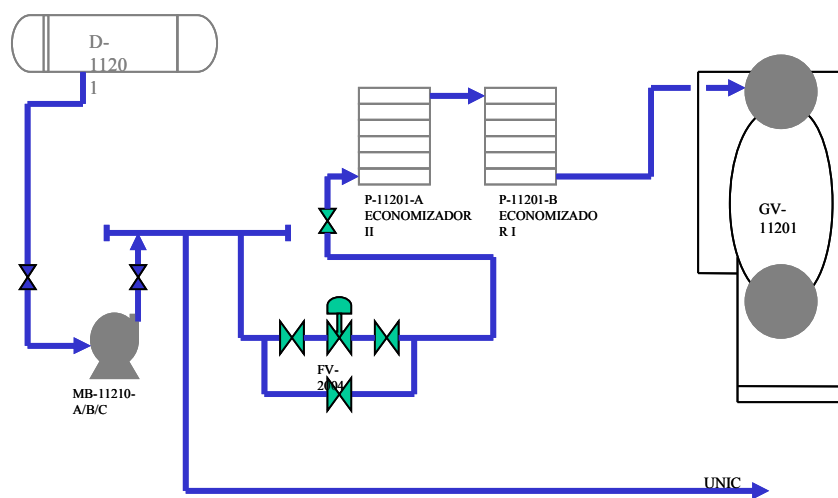 D-
1120
1
P-11201-A
ECONOMIZADOR
II
P-11201-B
ECONOMIZADO
R I
GV-
11201
FV-
2004
MB-11210-
A/B/C
UNIC